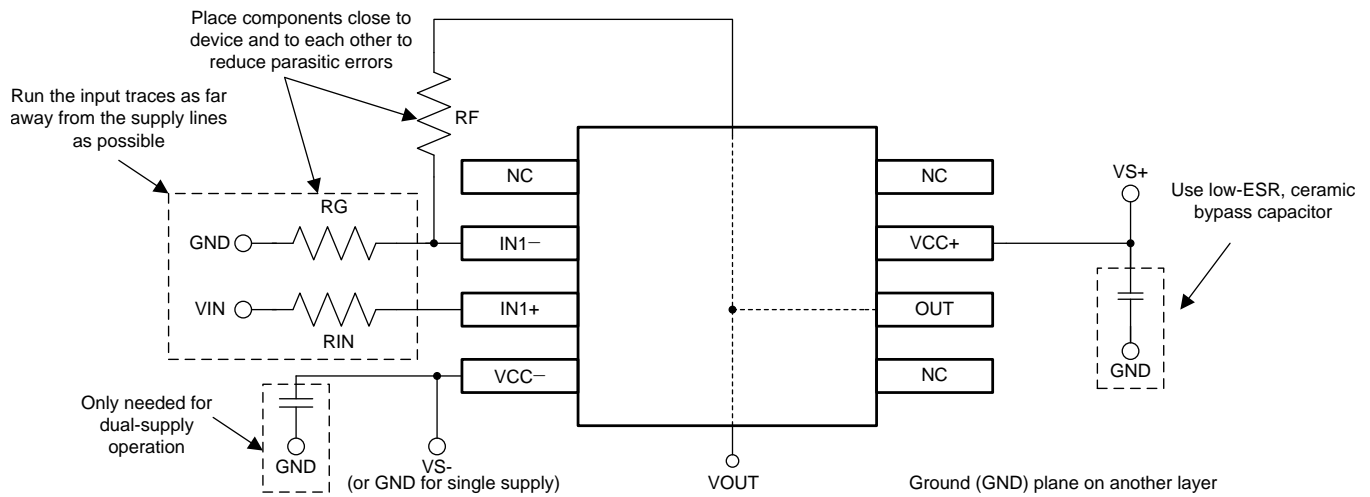 Place components close to
device and to each other to
reduce parasitic errors
Run the input traces as far
away from the supply lines
as possible
RF
NC
NC
VS+
Use low-ESR, ceramic
bypass capacitor
RG
GND
IN1−
VCC+
VIN
IN1+
OUT
RIN
GND
VCC−
NC
Only needed for
dual-supply
operation
GND
VS-
(or GND for single supply)
VOUT
Ground (GND) plane on another layer